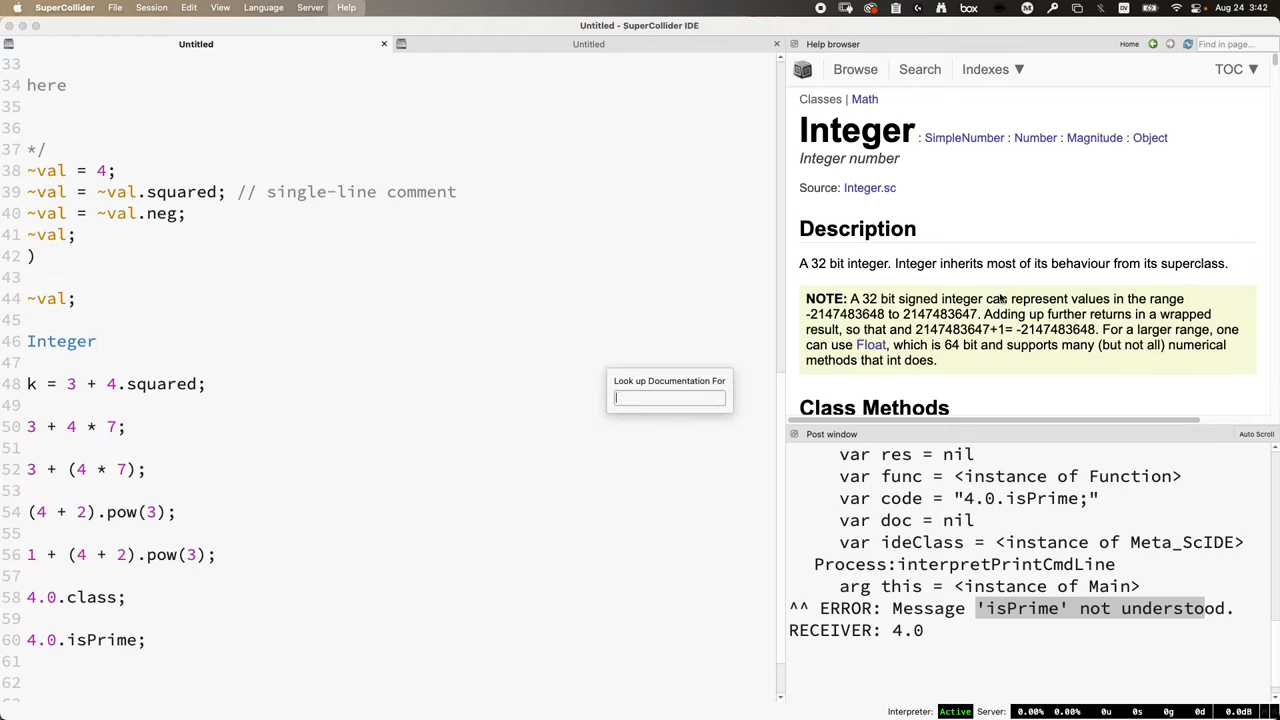 SuperCollider File Session Edit View Language Server Help box DV Aug 24 3:42
Untitled - SuperCollider IDE
Untitled
Untitled
33
34 here
35
36
37 */
38 ~val = 4;
39 ~val = ~val.squared; // single-line comment
40 ~val = ~val.neg;
41 ~val;
42 )
43
44 ~val;
45
46 Integer
47
48 k = 3 + 4.squared;
49
50 3 + 4 * 7;
51
52 3 + (4 * 7);
53
54 (4 + 2).pow(3);
55
56 1 + (4 + 2).pow(3);
57
58 4.0.class;
59
60 4.0.isPrime;
61
62
Look up Documentation For
Help browser Home Find in page...
Browse Search Indexes ▼ TOC ▼
Classes | Math
Integer : SimpleNumber : Number : Magnitude : Object
Integer number
Source: Integer.sc
Description
A 32 bit integer. Integer inherits most of its behaviour from its superclass.
NOTE: A 32 bit signed integer can represent values in the range
-2147483648 to 2147483647. Adding up further returns in a wrapped
result, so that and 2147483647+1= -2147483648. For a larger range, one
can use Float, which is 64 bit and supports many (but not all) numerical
methods that int does.
Class Methods
Post window Auto Scroll
var res = nil
var func = <instance of Function>
var code = "4.0.isPrime;"
var doc = nil
var ideClass = <instance of Meta_ScIDE>
Process:interpretPrintCmdLine
arg this = <instance of Main>
^^ ERROR: Message 'isPrime' not understood.
RECEIVER: 4.0
Interpreter: Active Server: 0.00% 0.00% 0u 0s 0g 0d 0.0dB